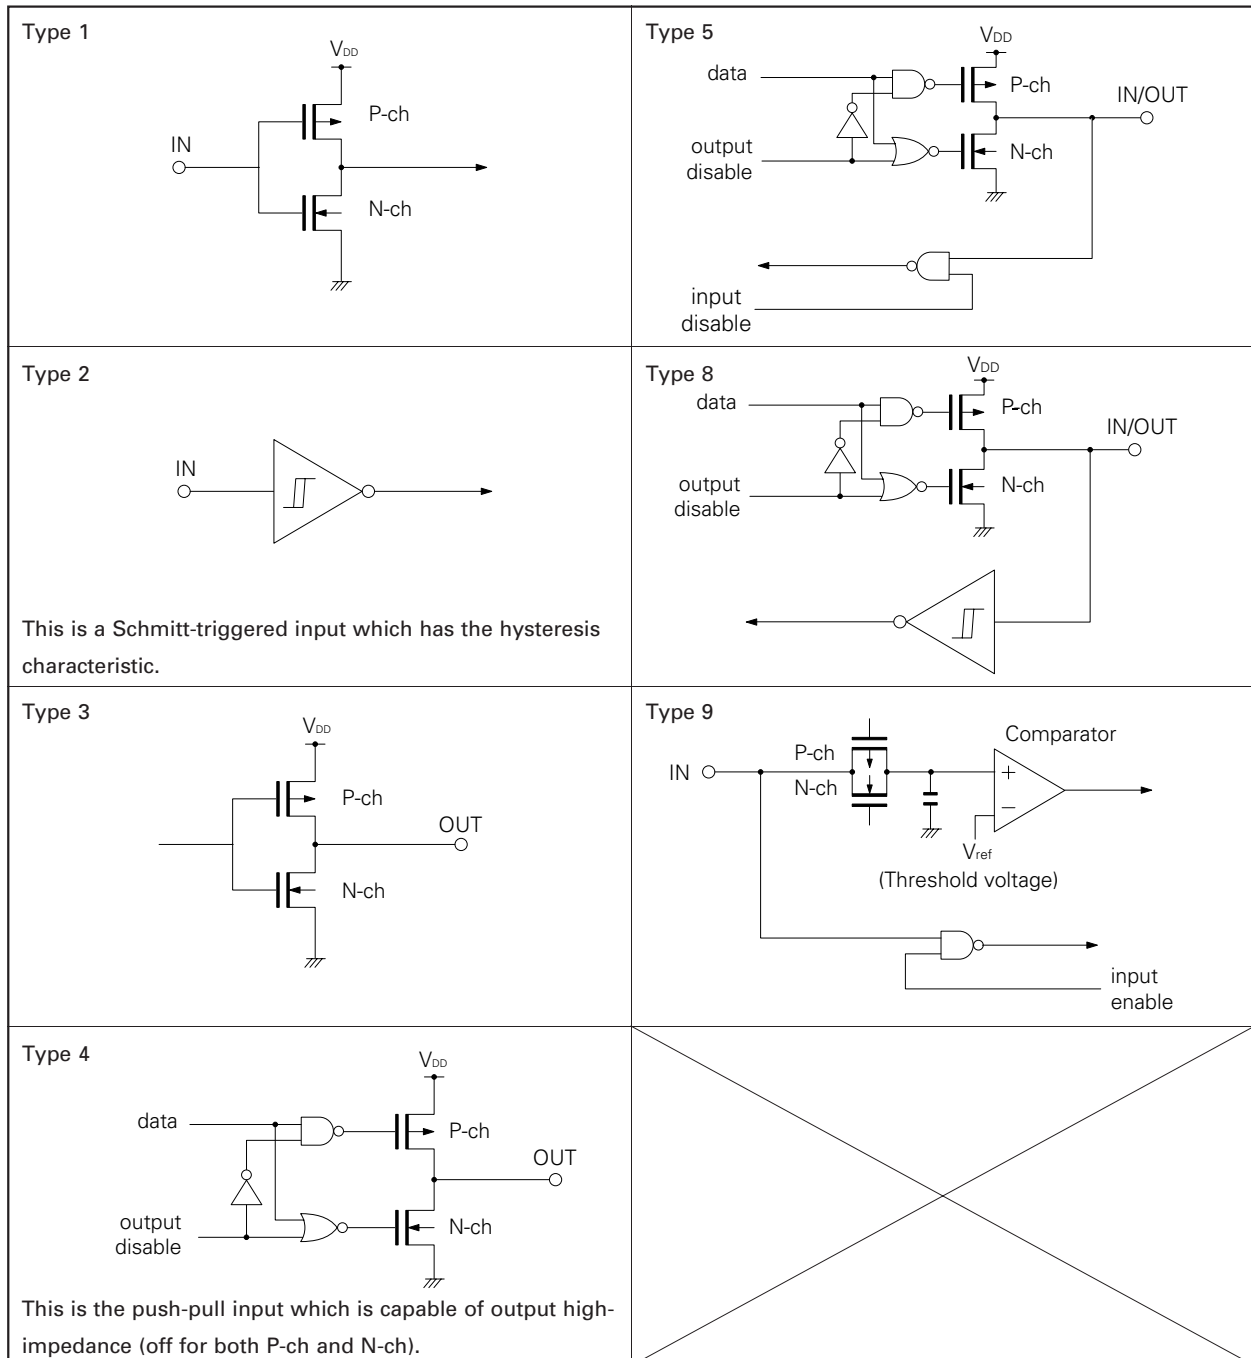 Type 1
VDD
P-ch
IN
N-ch
Type 5
VDD
data
P-ch
IN/OUT
output
disable
N-ch
input
disable
Type 2
IN
This is a Schmitt-triggered input which has the hysteresis
characteristic.
Type 8
VDD
data
P-ch
IN/OUT
output
disable
N-ch
Type 3
VDD
P-ch
OUT
N-ch
Type 9
Comparator
P-ch
IN
N-ch
+
−
Vref
(Threshold voltage)
input
enable
Type 4
VDD
data
P-ch
OUT
output
disable
N-ch
This is the push-pull input which is capable of output high-
impedance (off for both P-ch and N-ch).